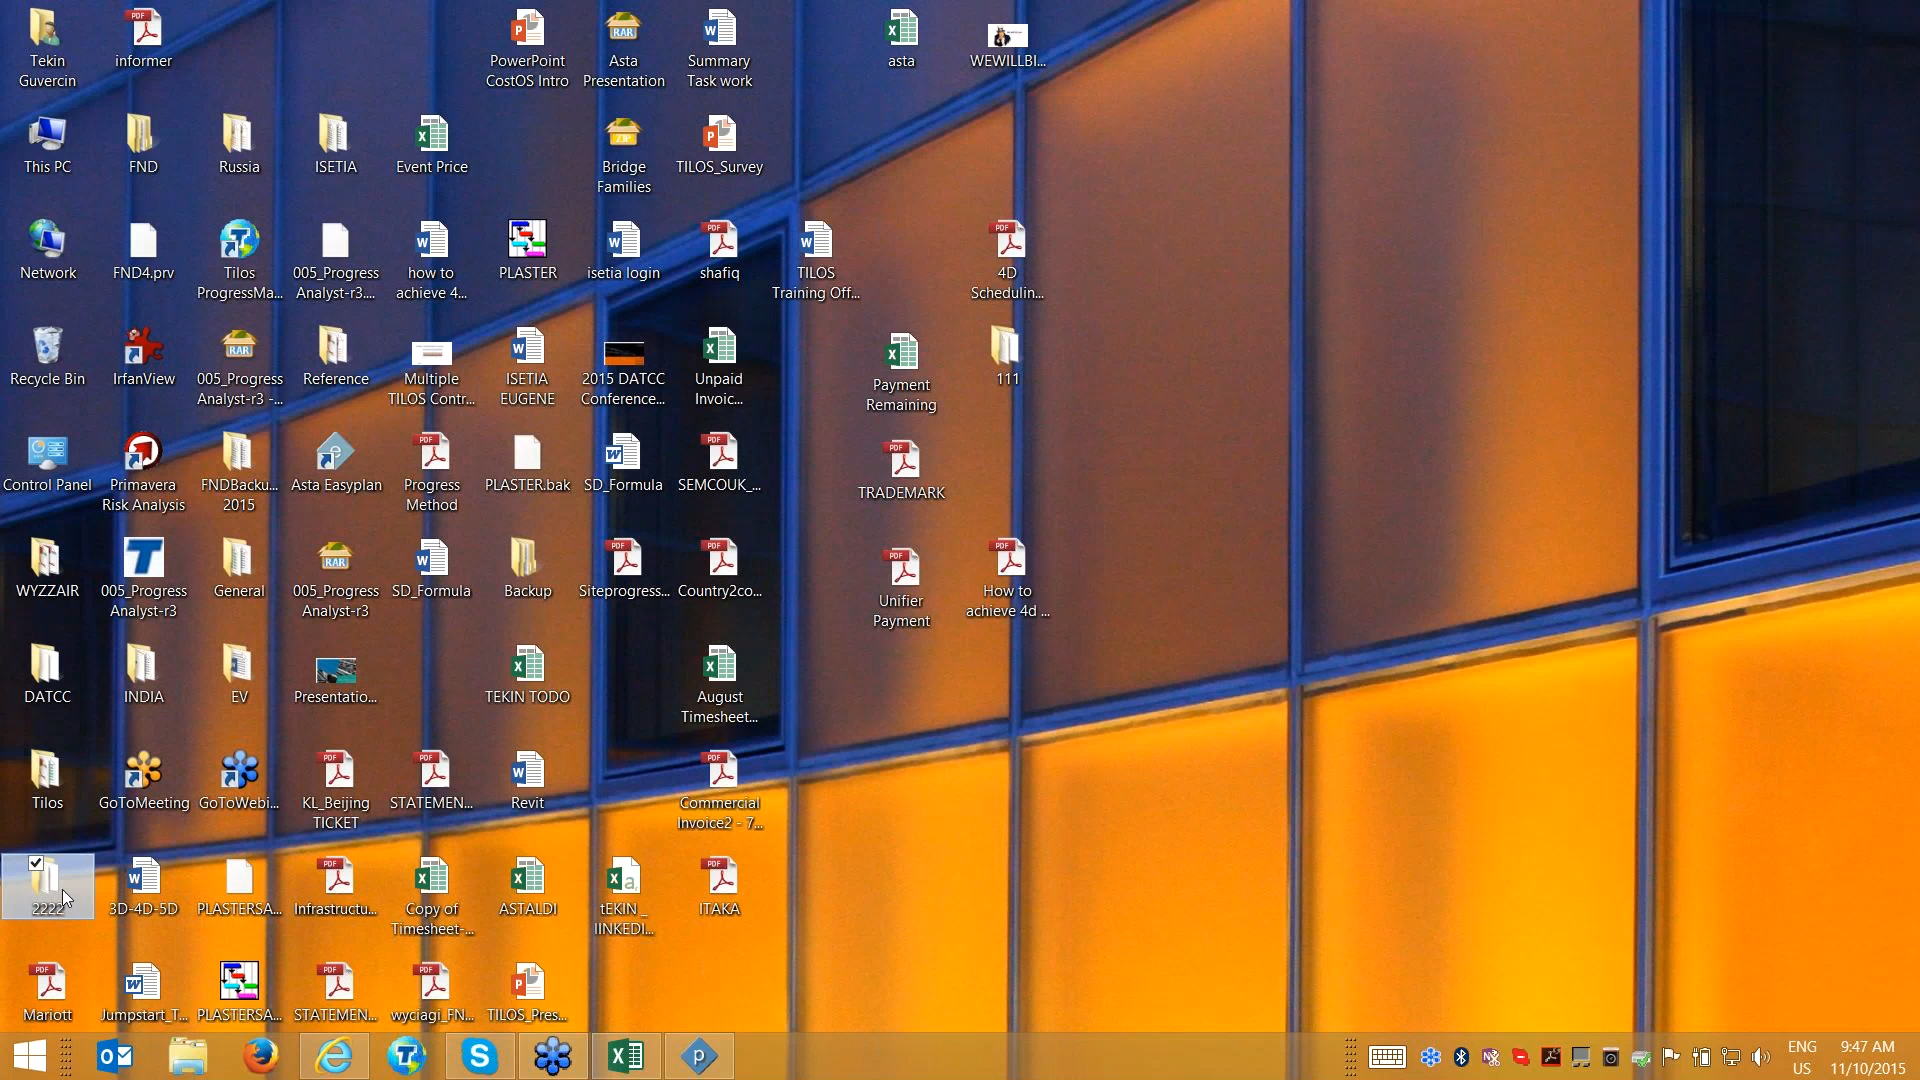 Tekin
Guvercin
informer
PowerPoint
CostOS Intro
Asta
Presentation
Summary
Task work
asta
WEWILLBI...
This PC
FND
Russia
ISETIA
Event Price
Bridge
Families
TILOS_Survey
Network
FND4.prv
Tilos
ProgressMa...
005_Progress
Analyst-r3....
how to
achieve 4...
PLASTER
isetia login
shafiq
TILOS
Training Off...
4D
Schedulin...
Recycle Bin
IrfanView
005_Progress
Analyst-r3 -...
Reference
Multiple
TILOS Contr...
ISETIA
EUGENE
2015 DATCC
Conference...
Unpaid
Invoic...
Payment
Remaining
111
Control Panel
Primavera
Risk Analysis
FNDBacku...
2015
Asta Easyplan
Progress
Method
PLASTER.bak
SD_Formula
SEMCOUK_...
TRADEMARK
WYZZAIR
005_Progress
Analyst-r3
General
005_Progress
Analyst-r3
SD_Formula
Backup
Siteprogress...
Country2co...
Unifier
Payment
How to
achieve 4d ...
DATCC
INDIA
EV
Presentatio...
TEKIN TODO
August
Timesheet...
Tilos
GoToMeeting
GoToWebi...
KL_Beijing
TICKET
STATEMEN...
Revit
Commercial
Invoice2 - 7...
2222
3D-4D-5D
PLASTERSA...
Infrastructu...
Copy of
Timesheet-...
ASTALDI
tEKIN _
lINKEDI...
ITAKA
Mariott
Jumpstart_T...
PLASTERSA...
STATEMEN...
wyciagi_FN...
TILOS_Pres...
ENG
US
9:47 AM
11/10/2015